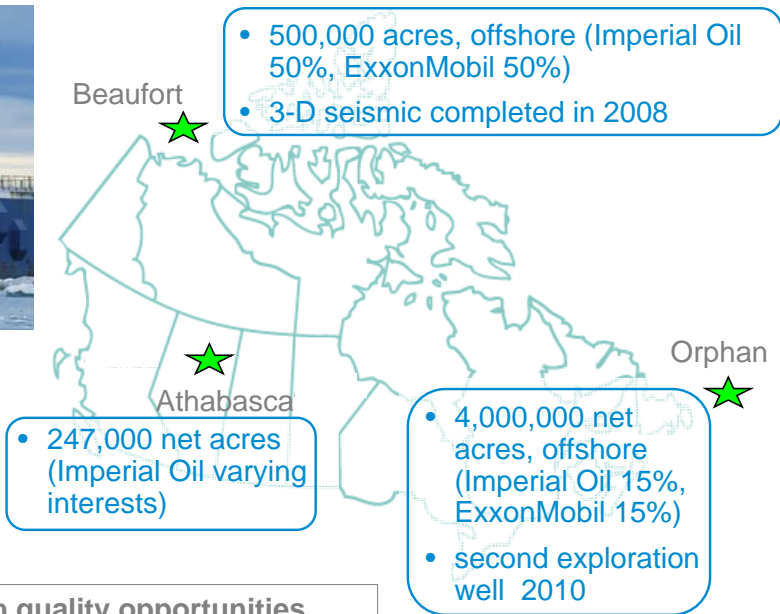 • 500,000 acres, offshore (Imperial Oil
50%, ExxonMobil 50%)
• 3-D seismic completed in 2008
Beaufort
Orphan
Athabasca
• 247,000 net acres
(Imperial Oil varying
interests)
• 4,000,000 net
acres, offshore
(Imperial Oil 15%,
ExxonMobil 15%)
• second exploration
well 2010
quality opportunities